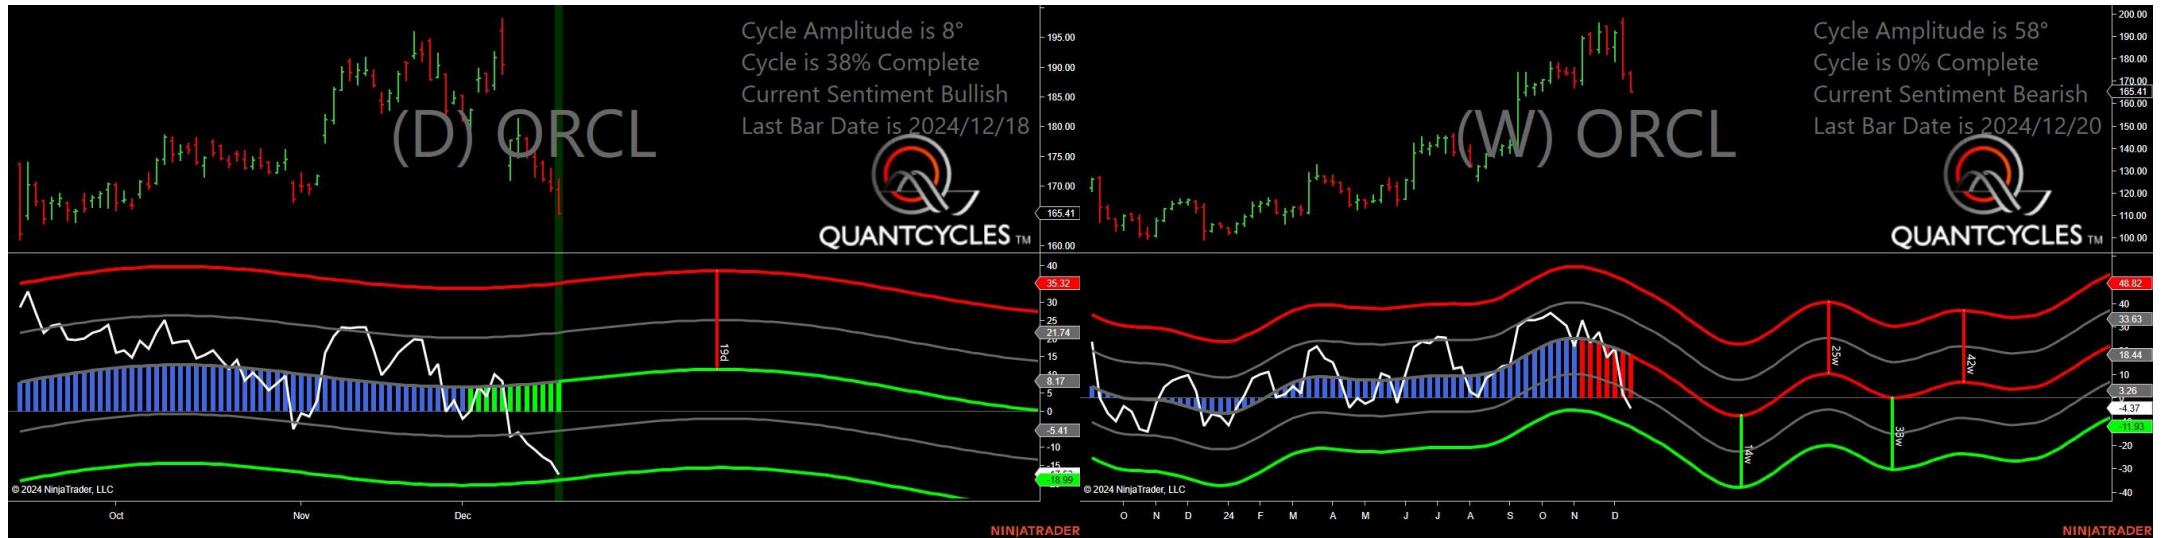 Cycle Amplitude is 8°
Cycle is 38% Complete
Current Sentiment Bullish
Last Bar Date is 2024/12/18
(D) ORCL
QUANTCYCLES TM
195.00
190.00
185.00
180.00
175.00
170.00
165.41
160.00
40
35.32
30
25
21.74
15
10
8.17
5
0
-5.41
-10
-15
-18.99
19d
© 2024 NinjaTrader, LLC
Oct Nov Dec
NINJATRADER
Cycle Amplitude is 58°
Cycle is 0% Complete
Current Sentiment Bearish
Last Bar Date is 2024/12/20
(W) ORCL
QUANTCYCLES TM
200.00
190.00
180.00
170.00
165.41
160.00
150.00
140.00
130.00
120.00
110.00
100.00
48.82
40
33.63
30
18.44
10
3.26
-4.37
-11.93
-20
-30
-40
25w
42w
14w
© 2024 NinjaTrader, LLC
O N D 24 F M A M J J A S O N D
NINJATRADER